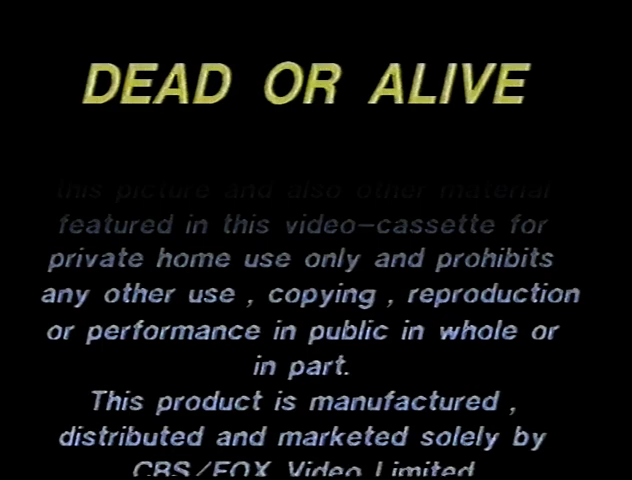 DEAD OR ALIVE
this picture and also other material
featured in this video-cassette for
private home use only and prohibits
any other use , copying , reproduction
or performance in public in whole or
in part.
This product is manufactured ,
distributed and marketed solely by
CBS/FOX Video Limited